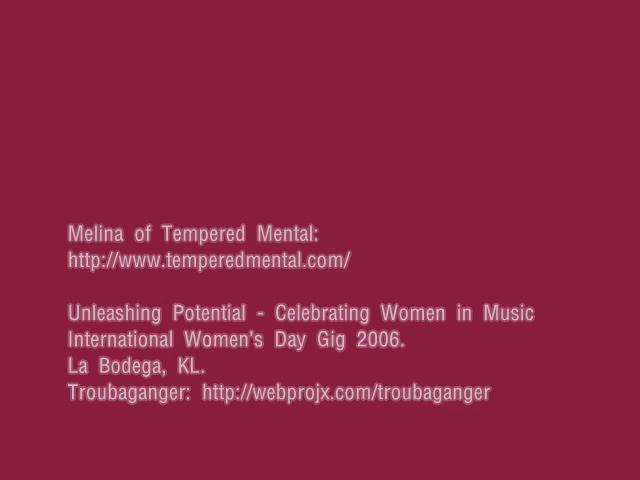 Melina of Tempered Mental:
http://www.temperedmental.com/
Unleashing Potential - Celebrating Women in Music
International Women's Day Gig 2006.
La Bodega, KL.
Troubaganger: http://webprojx.com/troubaganger